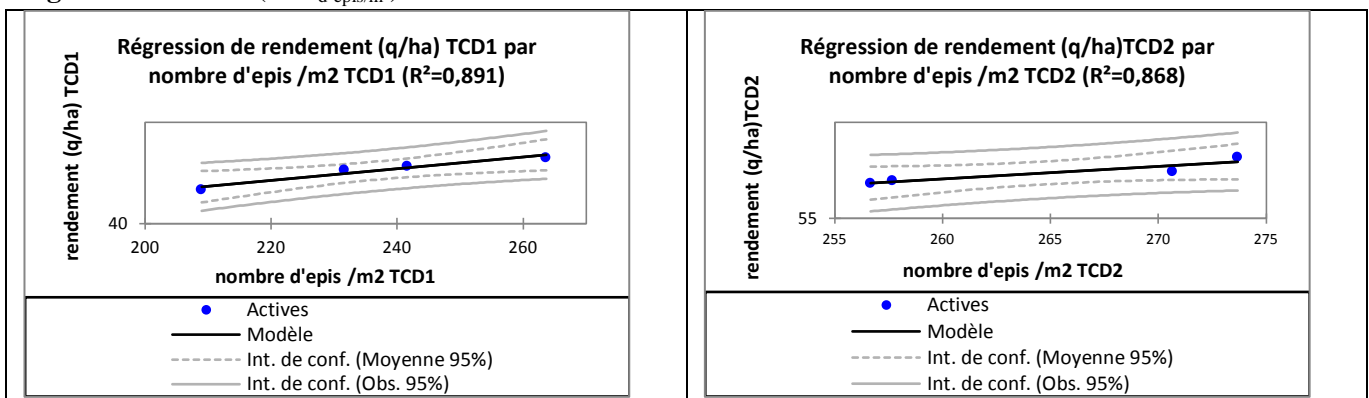 Régression de rendement (q/ha) TCD1 par
nombre d'epis /m2 TCD1 (R²=0,891)
rendement (q/ha) TCD1
40
200 220 240 260
nombre d'epis /m2 TCD1
Actives
Modèle
Int. de conf. (Moyenne 95%)
Int. de conf. (Obs. 95%)
Régression de rendement (q/ha)TCD2 par
nombre d'epis /m2 TCD2 (R²=0,868)
rendement (q/ha)TCD2
55
255 260 265 270 275
nombre d'epis /m2 TCD2
Actives
Modèle
Int. de conf. (Moyenne 95%)
Int. de conf. (Obs. 95%)